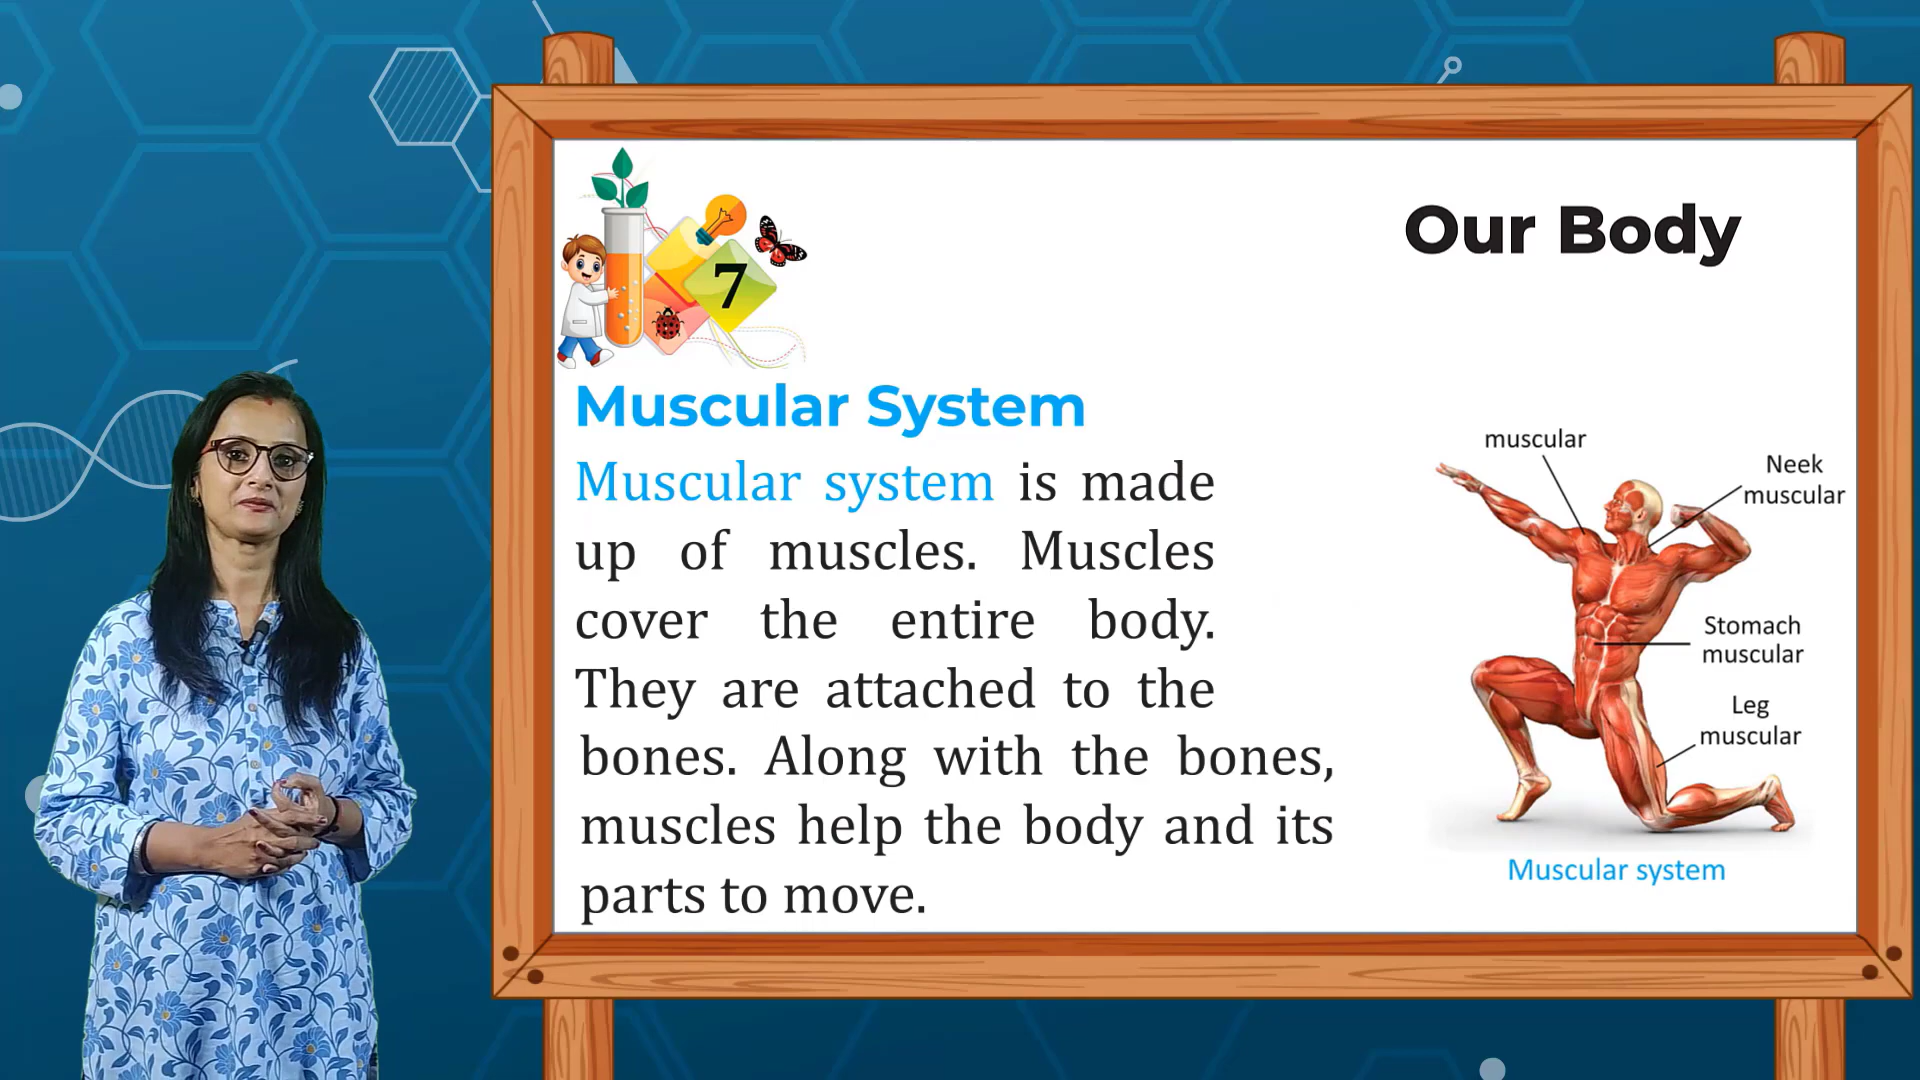 7
Our Body
Muscular System
Muscular system is made
up of muscles. Muscles
cover the entire body.
They are attached to the
bones. Along with the bones,
muscles help the body and its
parts to move.
muscular
Neek
muscular
Stomach
muscular
Leg
muscular
Muscular system